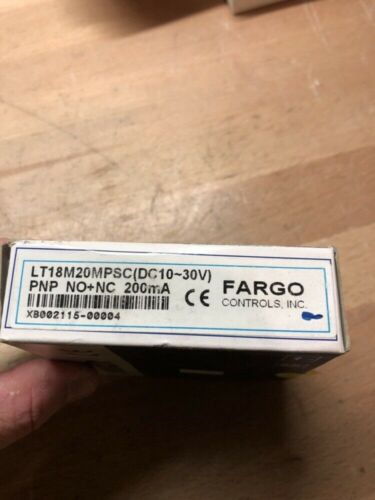 LT18M20MPSC(DC10~30V)
PNP NO+NC 200mA
CE
FARGO
CONTROLS, INC.
XB002115-00004